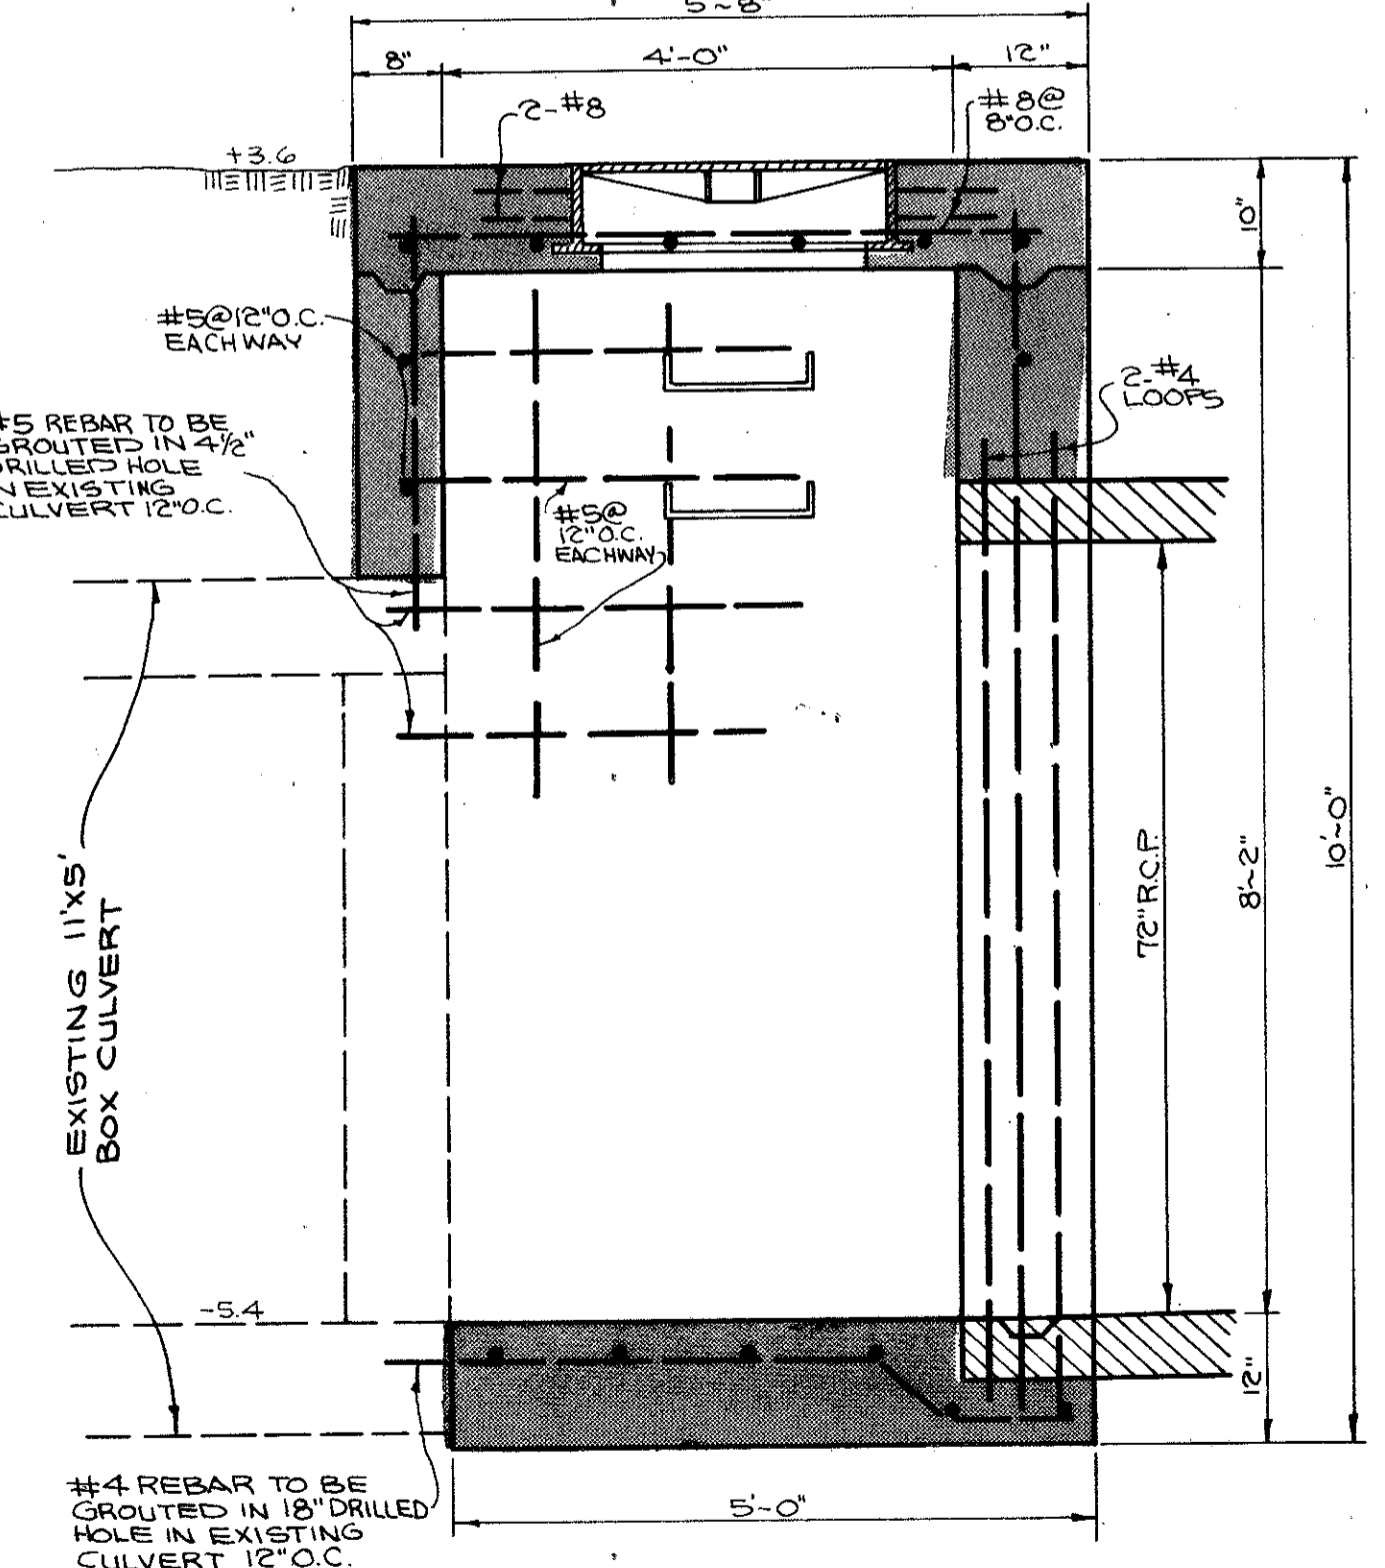 5~8"
8"
4'-0"
12"
2-#8
#8@
8"O.C.
+3.6
10"
#5@12"O.C.
EACHWAY
2-#4
LOOPS
#5 REBAR TO BE
GROUTED IN 4½"
DRILLED HOLE
IN EXISTING
CULVERT 12"O.C.
#5@
12"O.C.
EACHWAY
EXISTING 11'X5'
BOX CULVERT
72"R.C.P.
8'~2"
10'~0"
-5.4
12"
#4 REBAR TO BE
GROUTED IN 18" DRILLED
HOLE IN EXISTING
CULVERT 12"O.C.
5'-0"